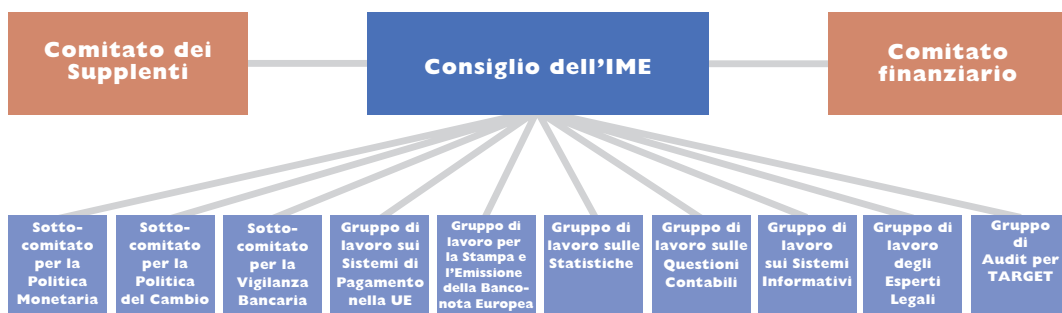 Comitato dei
Supplenti
Consiglio dell'IME
Comitato
finanziario
Sotto-
comitato
per la
Politica
Monetaria
Sotto-
comitato
per la
Politica
del Cambio
Sotto-
comitato
per la
Vigilanza
Bancaria
Gruppo di
lavoro sui
Sistemi di
Pagamento
nella UE
Gruppo di
lavoro per
la Stampa e
l'Emissione
della Banco-
nota Europea
Gruppo di
lavoro sulle
Statistiche
Gruppo di
lavoro sulle
Questioni
Contabili
Gruppo di
lavoro
sui Sistemi
Informativi
Gruppo di
lavoro
degli
Esperti
Legali
Gruppo
di
Audit per
TARGET